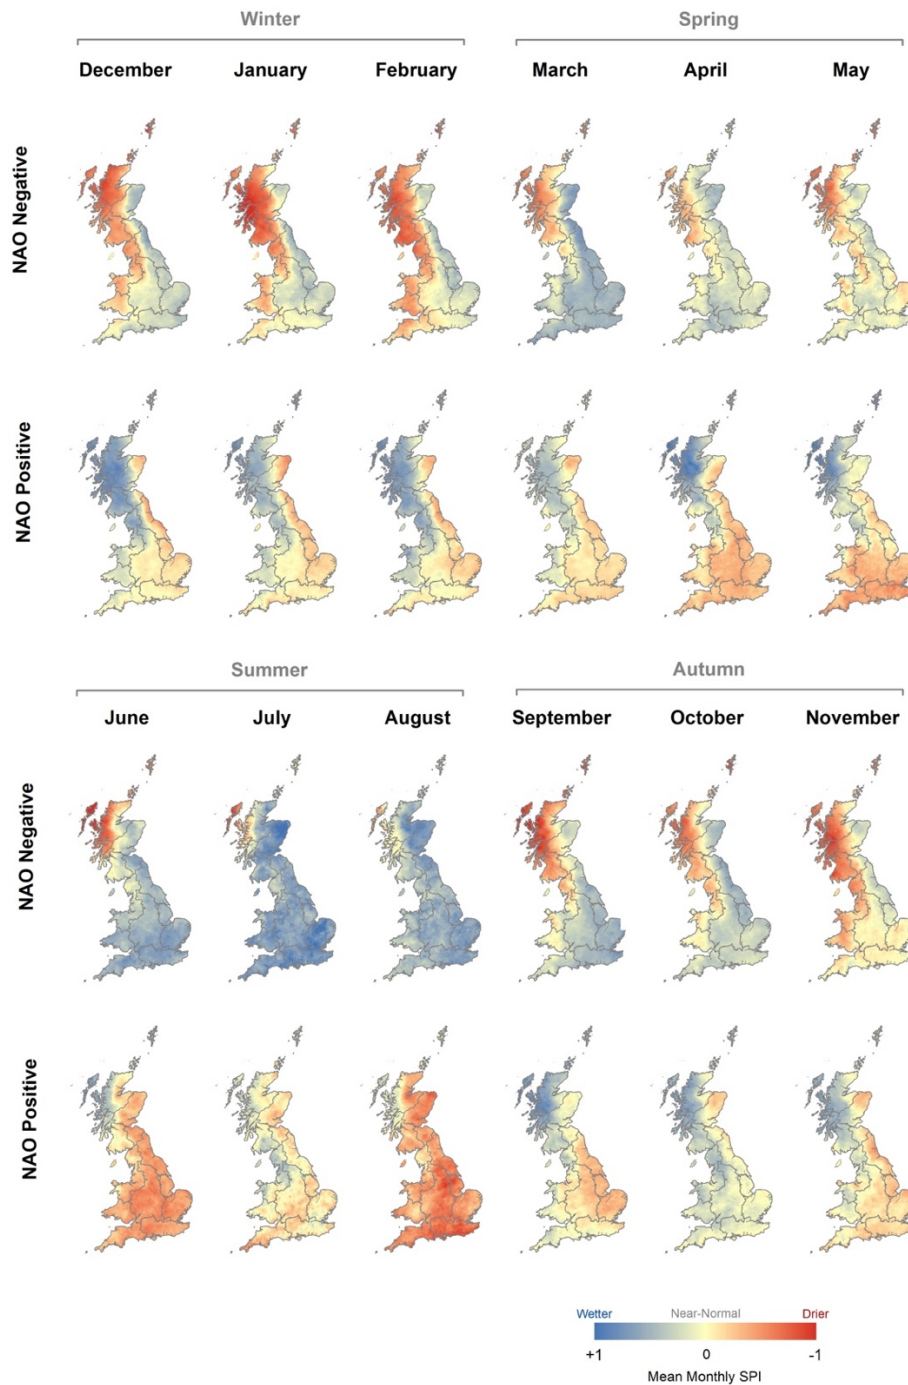 Winter Spring
December January February March April May
NAO Negative
NAO Positive
Summer Autumn
June July August September October November
NAO Negative
NAO Positive
Wetter Near-Normal Drier
+1 0 -1
Mean Monthly SPI